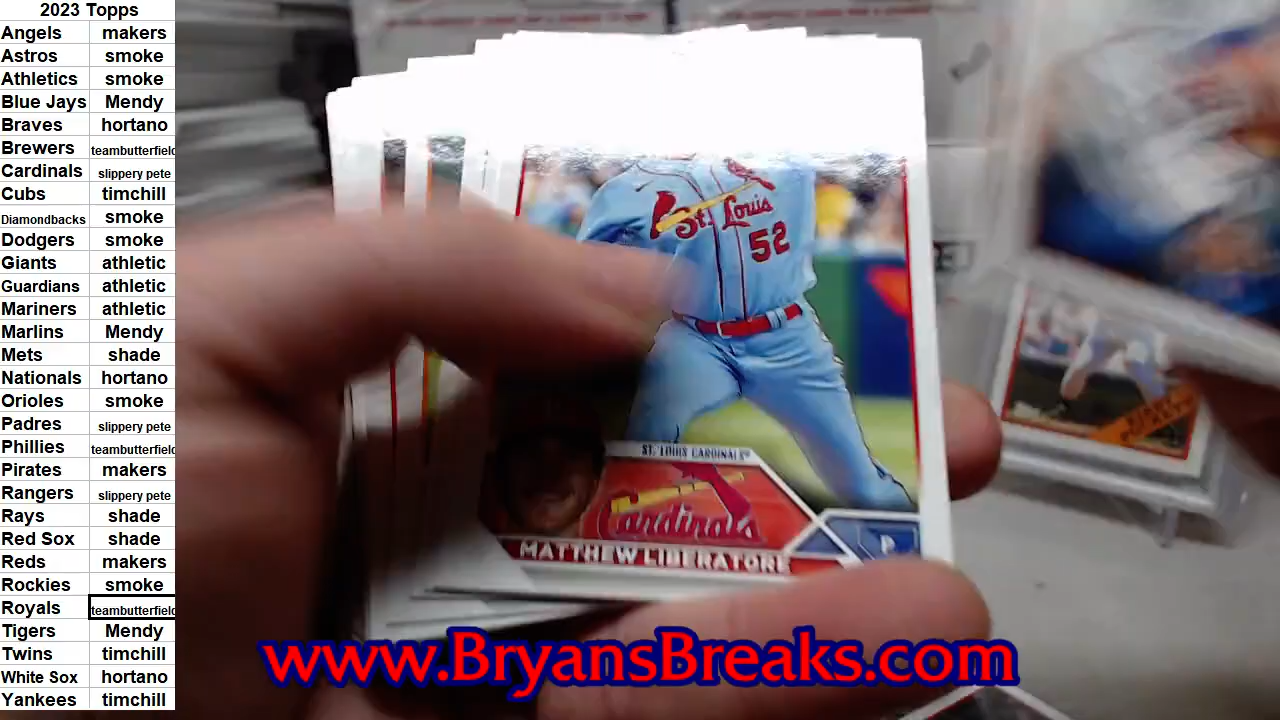 2023 Topps
Angels makers
Astros smoke
Athletics smoke
Blue Jays Mendy
Braves hortano
Brewers teambutterfield
Cardinals slippery pete
Cubs timchill
Diamondbacks smoke
Dodgers smoke
Giants athletic
Guardians athletic
Mariners athletic
Marlins Mendy
Mets shade
Nationals hortano
Orioles smoke
Padres slippery pete
Phillies teambutterfield
Pirates makers
Rangers slippery pete
Rays shade
Red Sox shade
Reds makers
Rockies smoke
Royals teambutterfield
Tigers Mendy
Twins timchill
White Sox hortano
Yankees timchill
St. Louis
52
ST. LOUIS CARDINALS
Cardinals
MATTHEW LIBERATORE
P
www.BryansBreaks.com